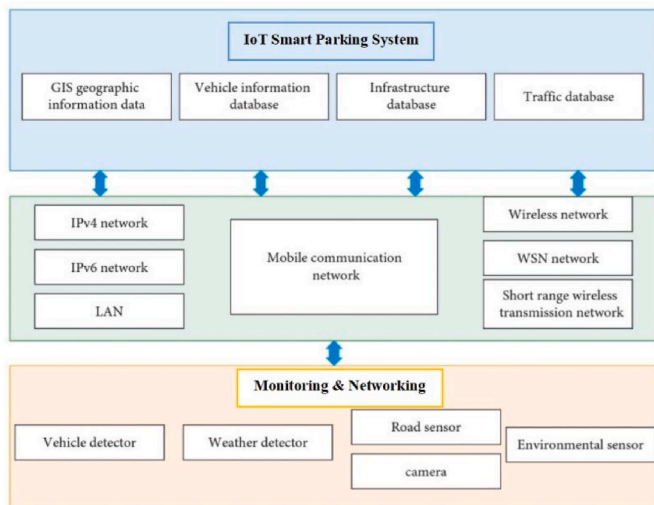 IoT Smart Parking System
GIS geographic
information data
Vehicle information
database
Infrastructure
database
Traffic database
IPv4 network
IPv6 network
LAN
Mobile communication
network
Wireless network
WSN network
Short range wireless
transmission network
Monitoring & Networking
Vehicle detector
Weather detector
Road sensor
camera
Environmental sensor